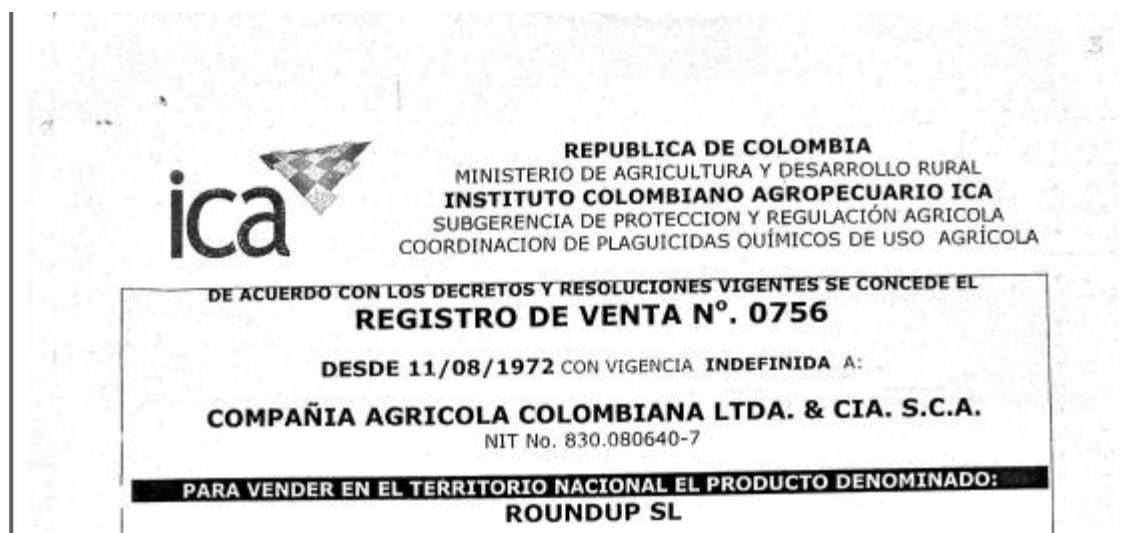 ica
REPUBLICA DE COLOMBIA
MINISTERIO DE AGRICULTURA Y DESARROLLO RURAL
INSTITUTO COLOMBIANO AGROPECUARIO ICA
SUBGERENCIA DE PROTECCION Y REGULACIÓN AGRICOLA
COORDINACION DE PLAGUICIDAS QUÍMICOS DE USO AGRÍCOLA
DE ACUERDO CON LOS DECRETOS Y RESOLUCIONES VIGENTES SE CONCEDE EL
REGISTRO DE VENTA Nº. 0756
DESDE 11/08/1972 CON VIGENCIA INDEFINIDA A:
COMPAÑIA AGRICOLA COLOMBIANA LTDA. & CIA. S.C.A.
NIT No. 830.080640-7
PARA VENDER EN EL TERRITORIO NACIONAL EL PRODUCTO DENOMINADO:
ROUNDUP SL